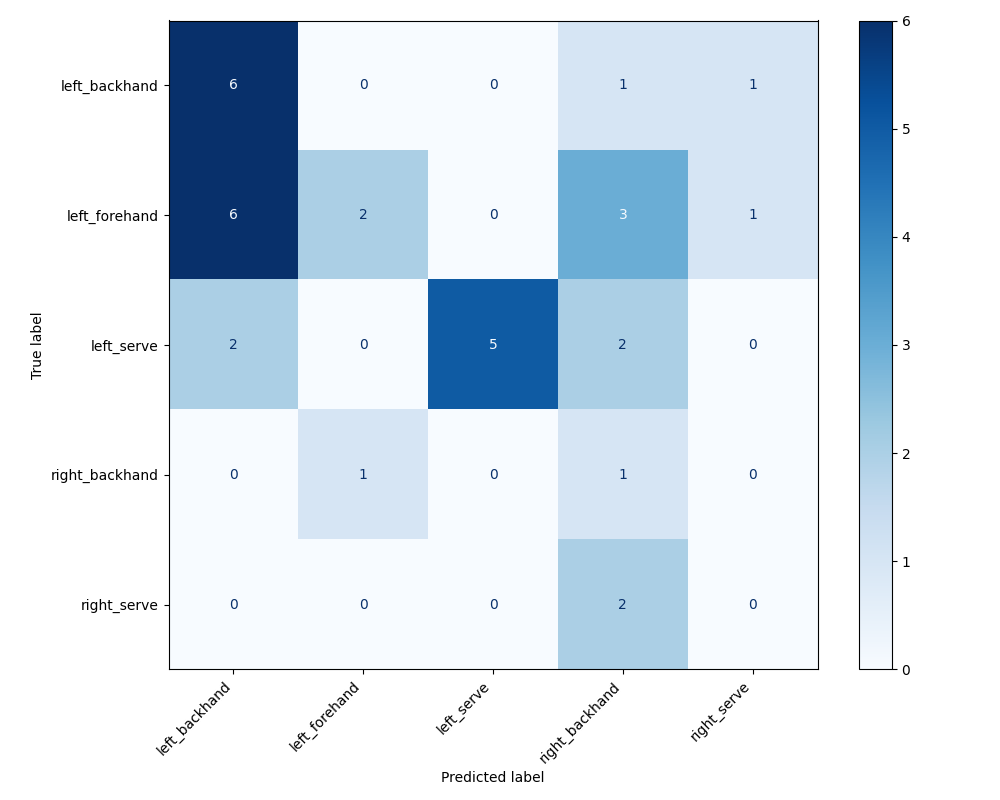 6
left_backhand 6 0 0 1 1
5
left_forehand 6 2 0 3 1
4
True label
left_serve 2 0 5 2 0
3
2
right_backhand 0 1 0 1 0
1
right_serve 0 0 0 2 0
0
left_backhand left_forehand left_serve right_backhand right_serve
Predicted label